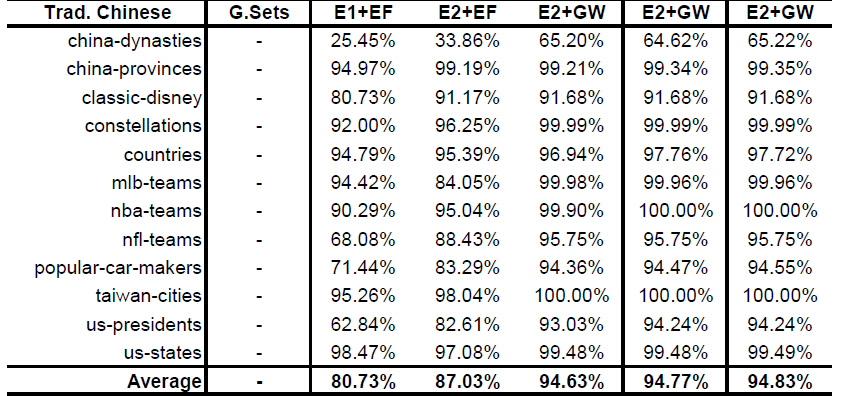 Trad. Chinese G.Sets E1+EF E2+EF E2+GW E2+GW E2+GW
china-dynasties - 25.45% 33.86% 65.20% 64.62% 65.22%
china-provinces - 94.97% 99.19% 99.21% 99.34% 99.35%
classic-disney - 80.73% 91.17% 91.68% 91.68% 91.68%
constellations - 92.00% 96.25% 99.99% 99.99% 99.99%
countries - 94.79% 95.39% 96.94% 97.76% 97.72%
mlb-teams - 94.42% 84.05% 99.98% 99.96% 99.96%
nba-teams - 90.29% 95.04% 99.90% 100.00% 100.00%
nfl-teams - 68.08% 88.43% 95.75% 95.75% 95.75%
popular-car-makers - 71.44% 83.29% 94.36% 94.47% 94.55%
taiwan-cities - 95.26% 98.04% 100.00% 100.00% 100.00%
us-presidents - 62.84% 82.61% 93.03% 94.24% 94.24%
us-states - 98.47% 97.08% 99.48% 99.48% 99.49%
Average - 80.73% 87.03% 94.63% 94.77% 94.83%